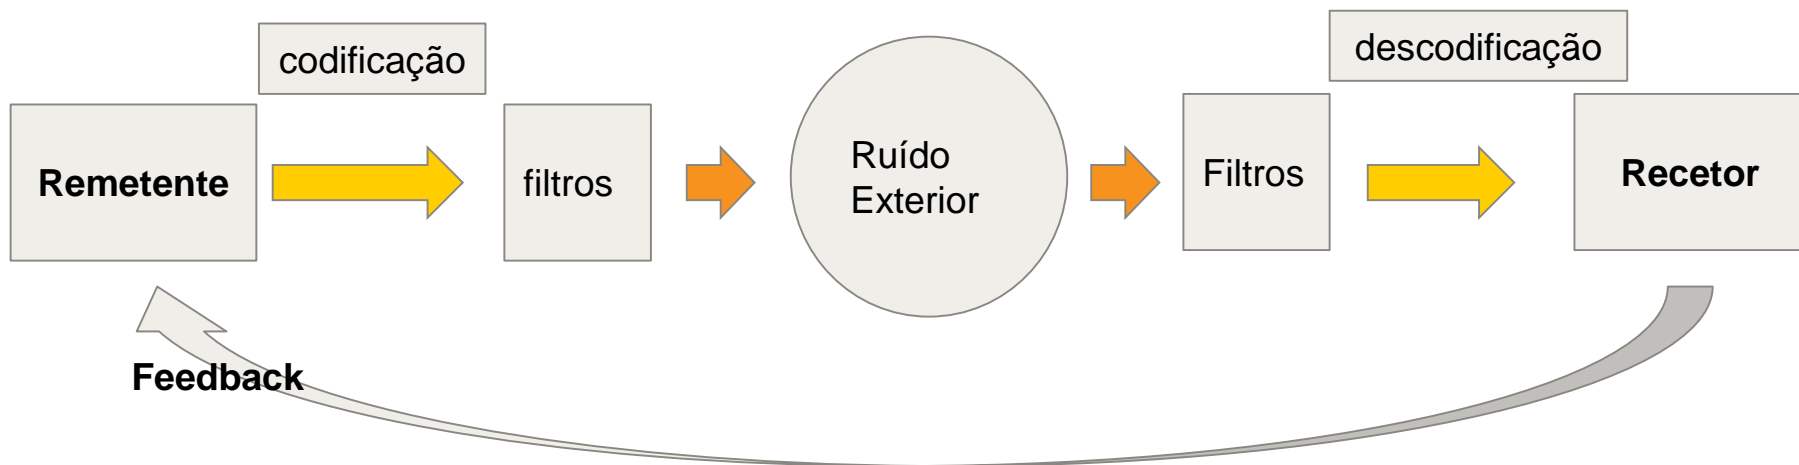 codificação
descodificação
Remetente
filtros
Ruído
Exterior
Filtros
Recetor
Feedback